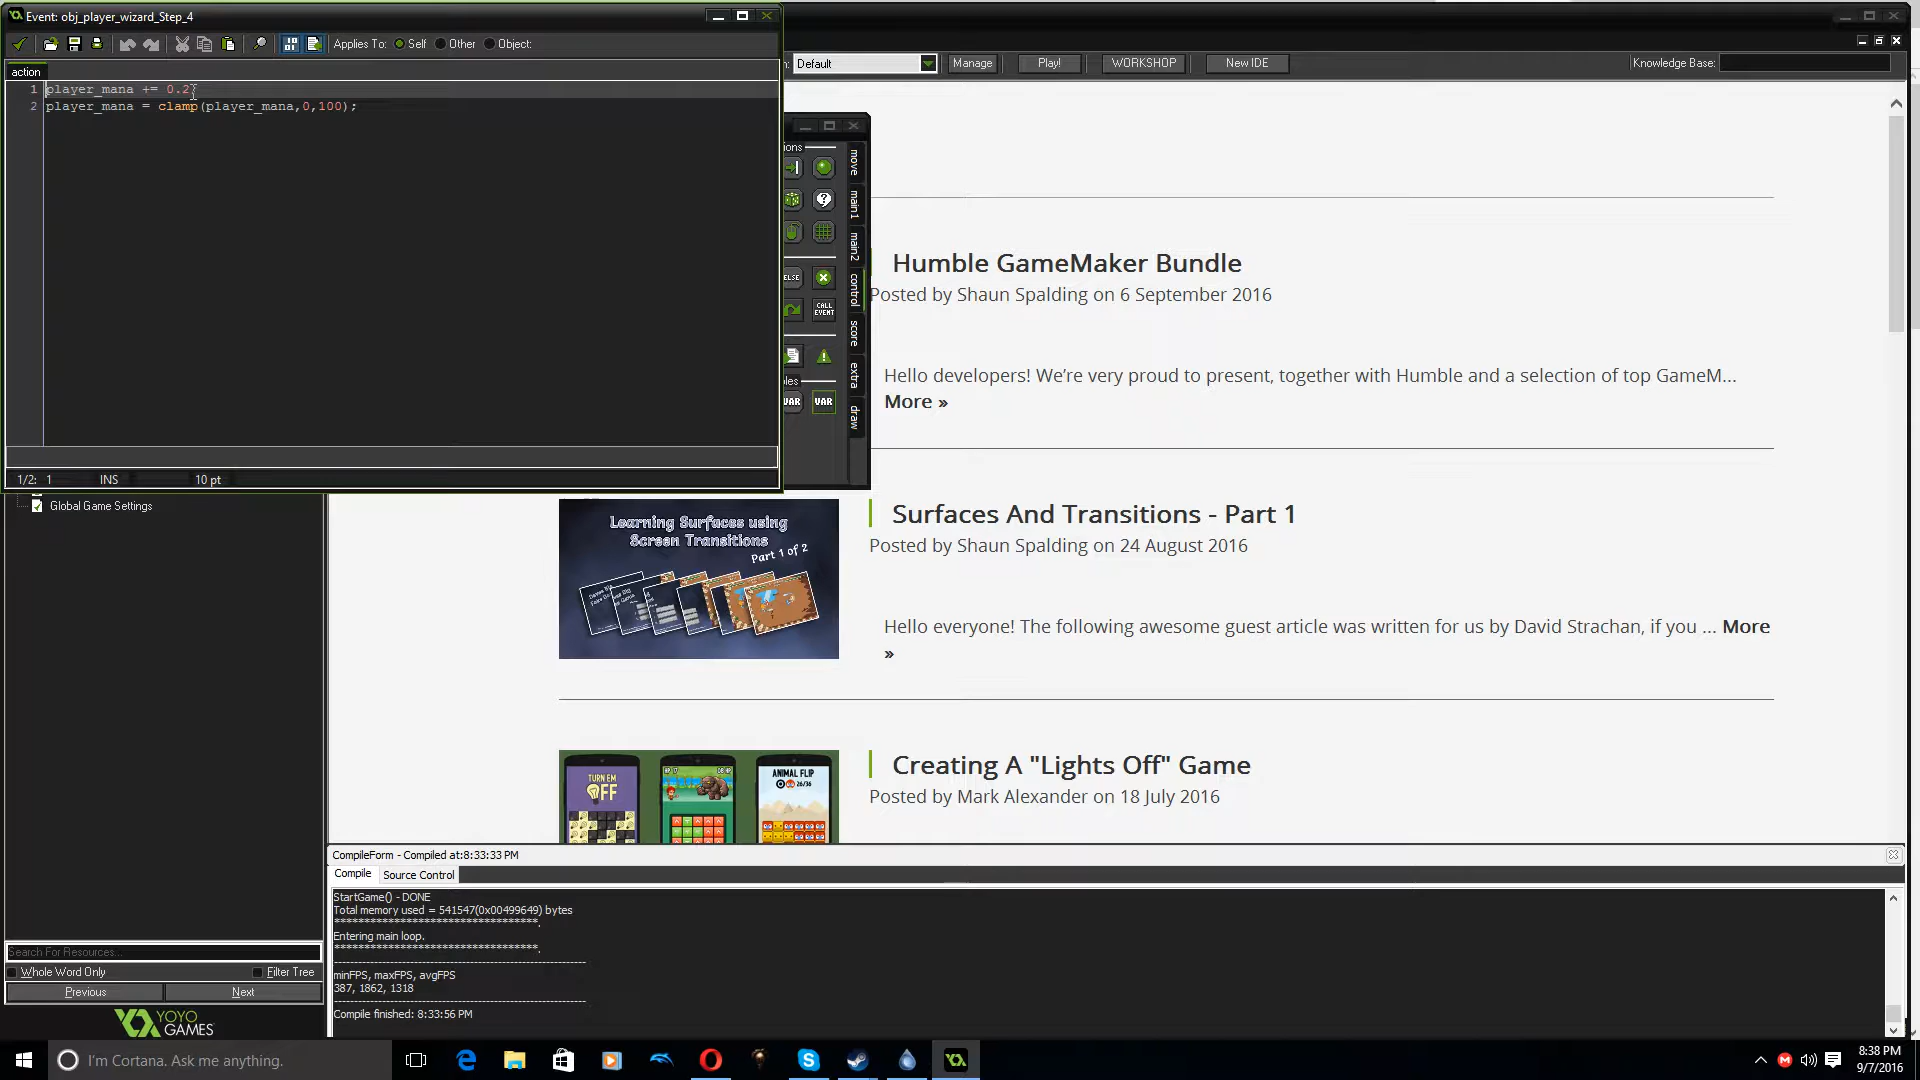 Event: obj_player_wizard_Step_4
Applies To: Self Other Object:
action
1 player_mana += 0.2;
2 player_mana = clamp(player_mana,0,100);
1/2: 1 INS 10 pt
Default Manage Play! WORKSHOP New IDE Knowledge Base:
move
main1
main2
control
score
extra
draw
ELSE
CALL EVENT
VAR VAR
Humble GameMaker Bundle
Posted by Shaun Spalding on 6 September 2016
Hello developers! We're very proud to present, together with Humble and a selection of top GameM...
More »
Global Game Settings
Learning Surfaces using
Screen Transitions
Part 1 of 2
Surfaces And Transitions - Part 1
Posted by Shaun Spalding on 24 August 2016
Hello everyone! The following awesome guest article was written for us by David Strachan, if you ... More
»
TURN EM
OFF
ANIMAL FLIP
Creating A "Lights Off" Game
Posted by Mark Alexander on 18 July 2016
CompileForm - Compiled at:8:33:33 PM
Compile Source Control
StartGame() - DONE
Total memory used = 541547(0x00499649) bytes
**********************************.
Entering main loop.
**********************************.
minFPS, maxFPS, avgFPS
387, 1862, 1318
Compile finished: 8:33:56 PM
Search For Resources...
Whole Word Only Filter Tree
Previous Next
YOYO
GAMES
I'm Cortana. Ask me anything.
8:38 PM
9/7/2016